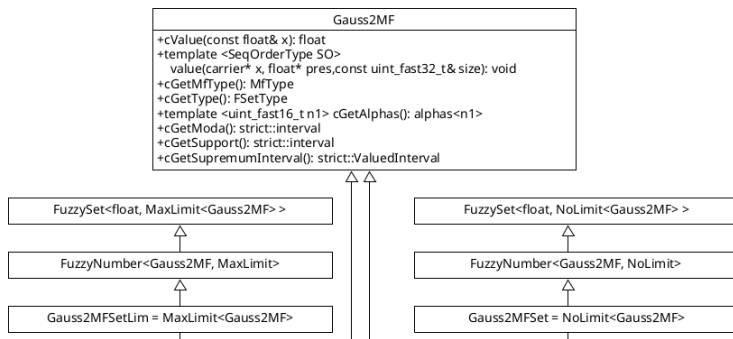 Gauss2MF
+cValue(const float& x): float
+template <SeqOrderType SO>
value(carrier* x, float* pres,const uint_fast32_t& size): void
+cGetMfType(): MfType
+cGetType(): FSetType
+template <uint_fast16_t n1> cGetAlphas(): alphas<n1>
+cGetModa(): strict::interval
+cGetSupport(): strict::interval
+cGetSupremumInterval(): strict::ValuedInterval
FuzzySet<float, MaxLimit<Gauss2MF> >
FuzzySet<float, NoLimit<Gauss2MF> >
FuzzyNumber<Gauss2MF, MaxLimit>
FuzzyNumber<Gauss2MF, NoLimit>
Gauss2MFSetLim = MaxLimit<Gauss2MF>
Gauss2MFSet = NoLimit<Gauss2MF>